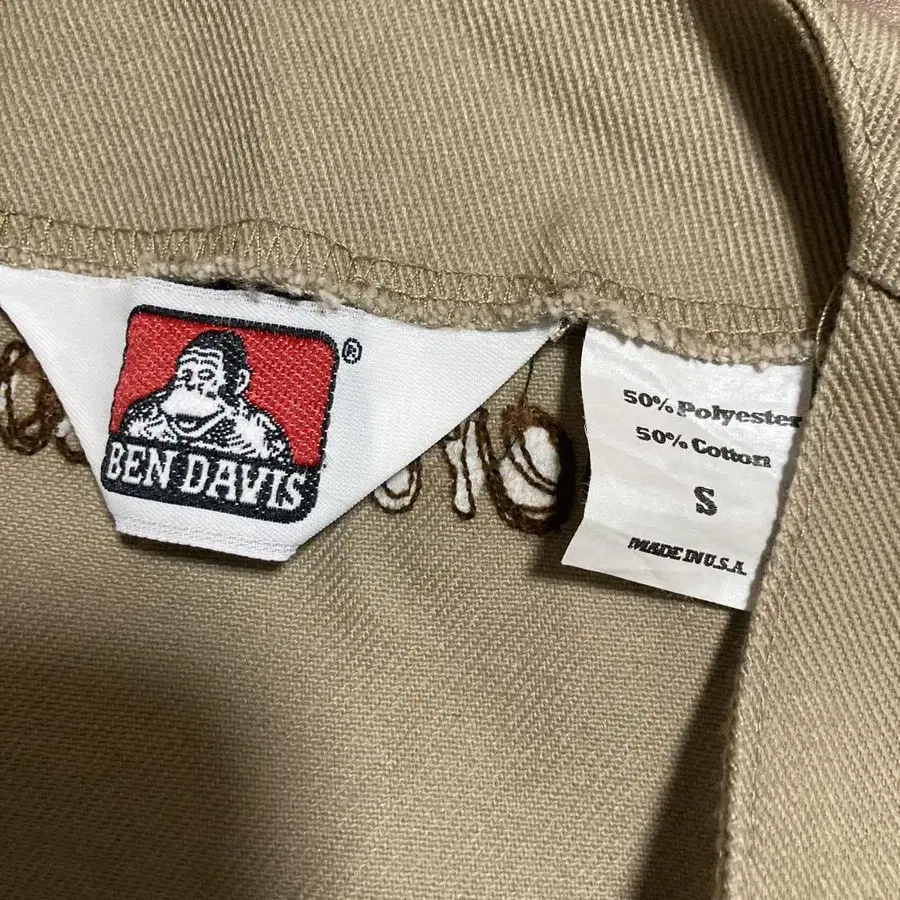 BEN DAVIS
®
50% Polyester
50% Cotton
S
MADE IN U.S.A.